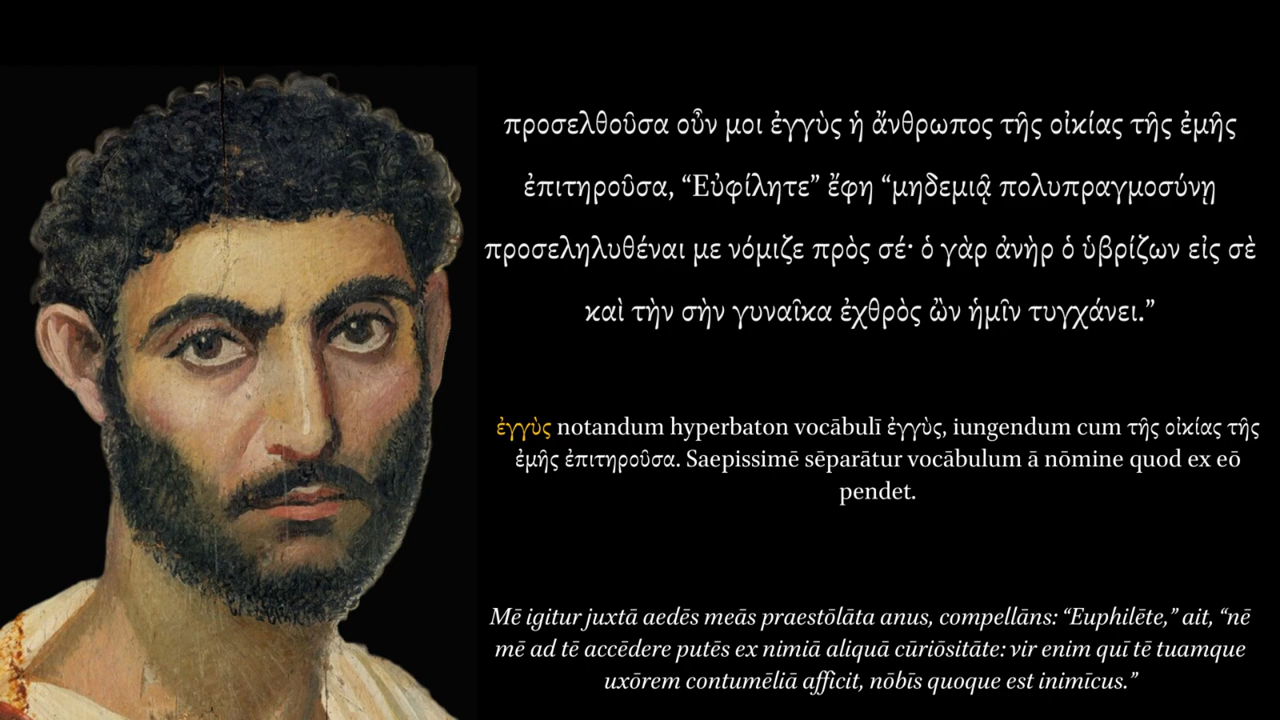 προσελθοῦσα οὖν μοι ἐγγὺς ἡ ἄνθρωπος τῆς οἰκίας τῆς ἐμῆς
ἐπιτηροῦσα, “Εὐφίλητε” ἔφη “μηδεμιᾷ πολυπραγμοσύνῃ
προσεληλυθέναι με νόμιζε πρὸς σέ· ὁ γὰρ ἀνὴρ ὁ ὑβρίζων εἰς σὲ
καὶ τὴν σὴν γυναῖκα ἐχθρὸς ὢν ἡμῖν τυγχάνει.”
ἐγγὺς notandum hyperbaton vocābulī ἐγγὺς, iungendum cum τῆς οἰκίας τῆς
ἐμῆς ἐπιτηροῦσα. Saepissimē sēparātur vocābulum ā nōmine quod ex eō
pendet.
Mē igitur juxtā aedēs meās praestōlāta anus, compellāns: “Euphilēte,” ait, “nē
mē ad tē accēdere putēs ex nimiā aliquā cūriōsitāte: vir enim quī tē tuamque
uxōrem contumēliā afficit, nōbīs quoque est inimīcus.”